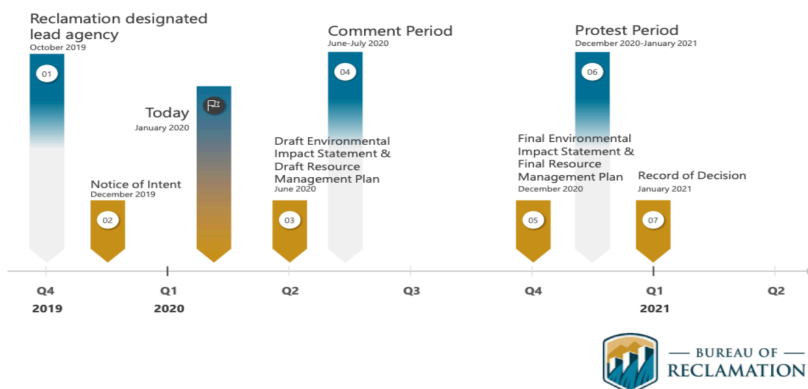 Reclamation designated
lead agency
October 2019
01
Notice of Intent
December 2019
02
Today
January 2020
Draft Environmental
Impact Statement &
Draft Resource
Management Plan
June 2020
03
Comment Period
June-July 2020
04
Final Environmental
Impact Statement &
Final Resource
Management Plan
December 2020
05
Protest Period
December 2020-January 2021
06
Record of Decision
January 2021
07
Q4
2019
Q1
2020
Q2
Q3
Q4
Q1
2021
Q2
BUREAU OF
RECLAMATION